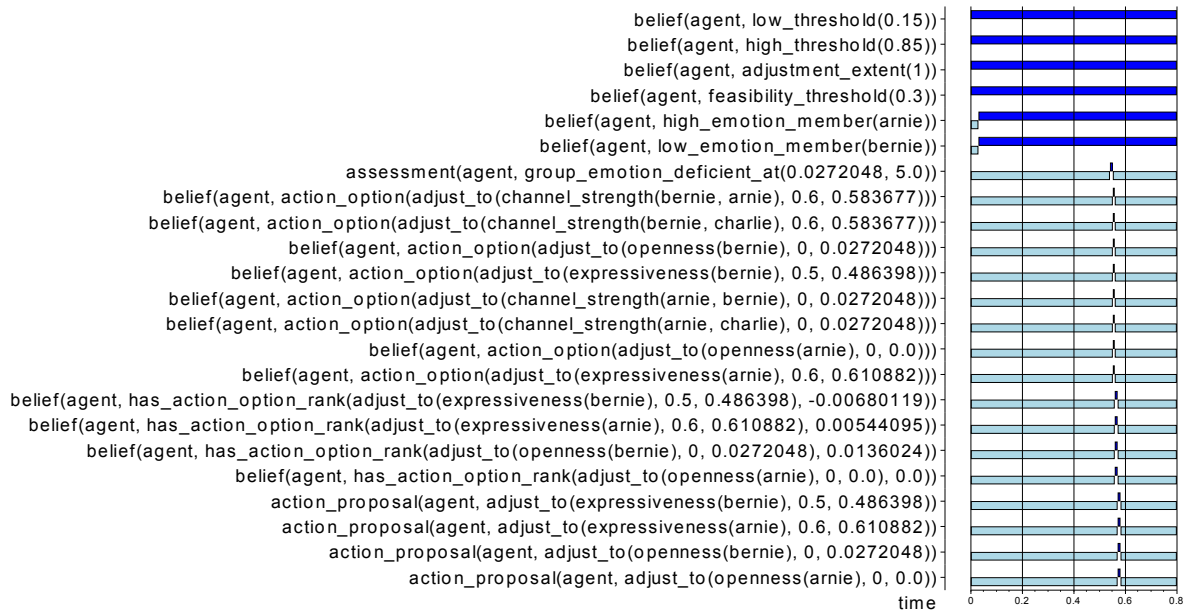 belief(agent, low_threshold(0.15))
belief(agent, high_threshold(0.85))
belief(agent, adjustment_extent(1))
belief(agent, feasibility_threshold(0.3))
belief(agent, high_emotion_member(arnie))
belief(agent, low_emotion_member(bernie))
assessment(agent, group_emotion_deficient_at(0.0272048, 5.0))
belief(agent, action_option(adjust_to(channel_strength(bernie, arnie), 0.6, 0.583677)))
belief(agent, action_option(adjust_to(channel_strength(bernie, charlie), 0.6, 0.583677)))
belief(agent, action_option(adjust_to(openness(bernie), 0, 0.0272048)))
belief(agent, action_option(adjust_to(expressiveness(bernie), 0.5, 0.486398)))
belief(agent, action_option(adjust_to(channel_strength(arnie, bernie), 0, 0.0272048)))
belief(agent, action_option(adjust_to(channel_strength(arnie, charlie), 0, 0.0272048)))
belief(agent, action_option(adjust_to(openness(arnie), 0, 0.0)))
belief(agent, action_option(adjust_to(expressiveness(arnie), 0.6, 0.610882)))
belief(agent, has_action_option_rank(adjust_to(expressiveness(bernie), 0.5, 0.486398), -0.00680119))
belief(agent, has_action_option_rank(adjust_to(expressiveness(arnie), 0.6, 0.610882), 0.00544095))
belief(agent, has_action_option_rank(adjust_to(openness(bernie), 0, 0.0272048), 0.0136024))
belief(agent, has_action_option_rank(adjust_to(openness(arnie), 0, 0.0), 0.0))
action_proposal(agent, adjust_to(expressiveness(bernie), 0.5, 0.486398))
action_proposal(agent, adjust_to(expressiveness(arnie), 0.6, 0.610882))
action_proposal(agent, adjust_to(openness(bernie), 0, 0.0272048))
action_proposal(agent, adjust_to(openness(arnie), 0, 0.0))
time 0 0.2 0.4 0.6 0.8